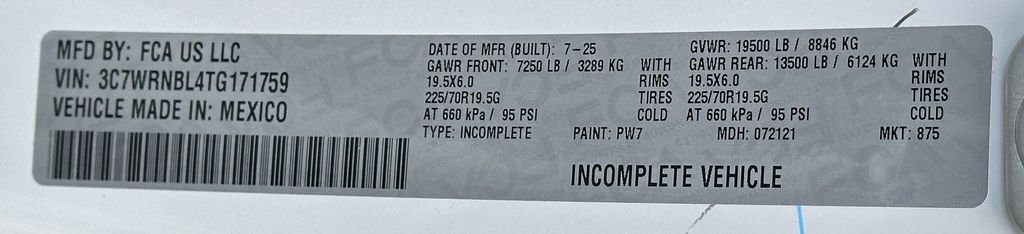 MFD BY: FCA US LLC
VIN: 3C7WRNBL4TG171759
VEHICLE MADE IN: MEXICO
DATE OF MFR (BUILT): 7-25
GAWR FRONT: 7250 LB / 3289 KG WITH
19.5X6.0 RIMS
225/70R19.5G TIRES
AT 660 kPa / 95 PSI COLD
TYPE: INCOMPLETE PAINT: PW7
GVWR: 19500 LB / 8846 KG
GAWR REAR: 13500 LB / 6124 KG WITH
19.5X6.0 RIMS
225/70R19.5G TIRES
AT 660 kPa / 95 PSI COLD
MDH: 072121 MKT: 875
INCOMPLETE VEHICLE